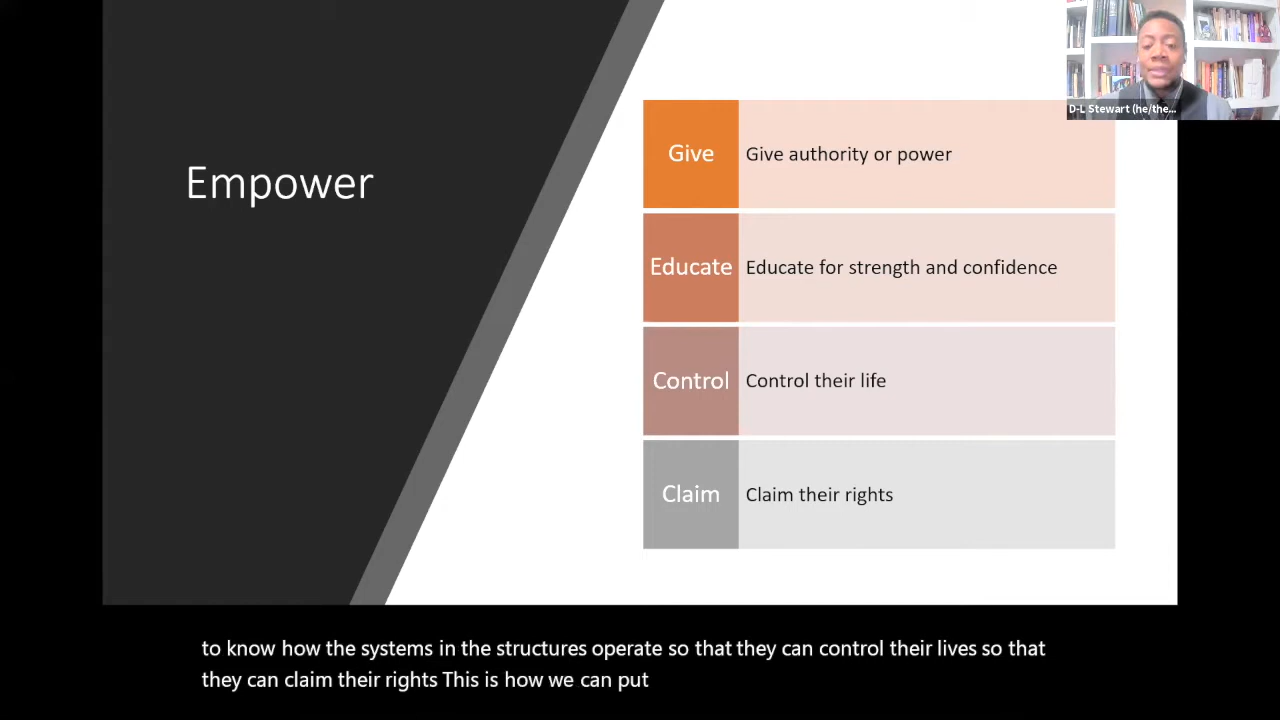 D-L Stewart (he/the...
Empower
Give
Give authority or power
Educate
Educate for strength and confidence
Control
Control their life
Claim
Claim their rights
to know how the systems in the structures operate so that they can control their lives so that
they can claim their rights This is how we can put